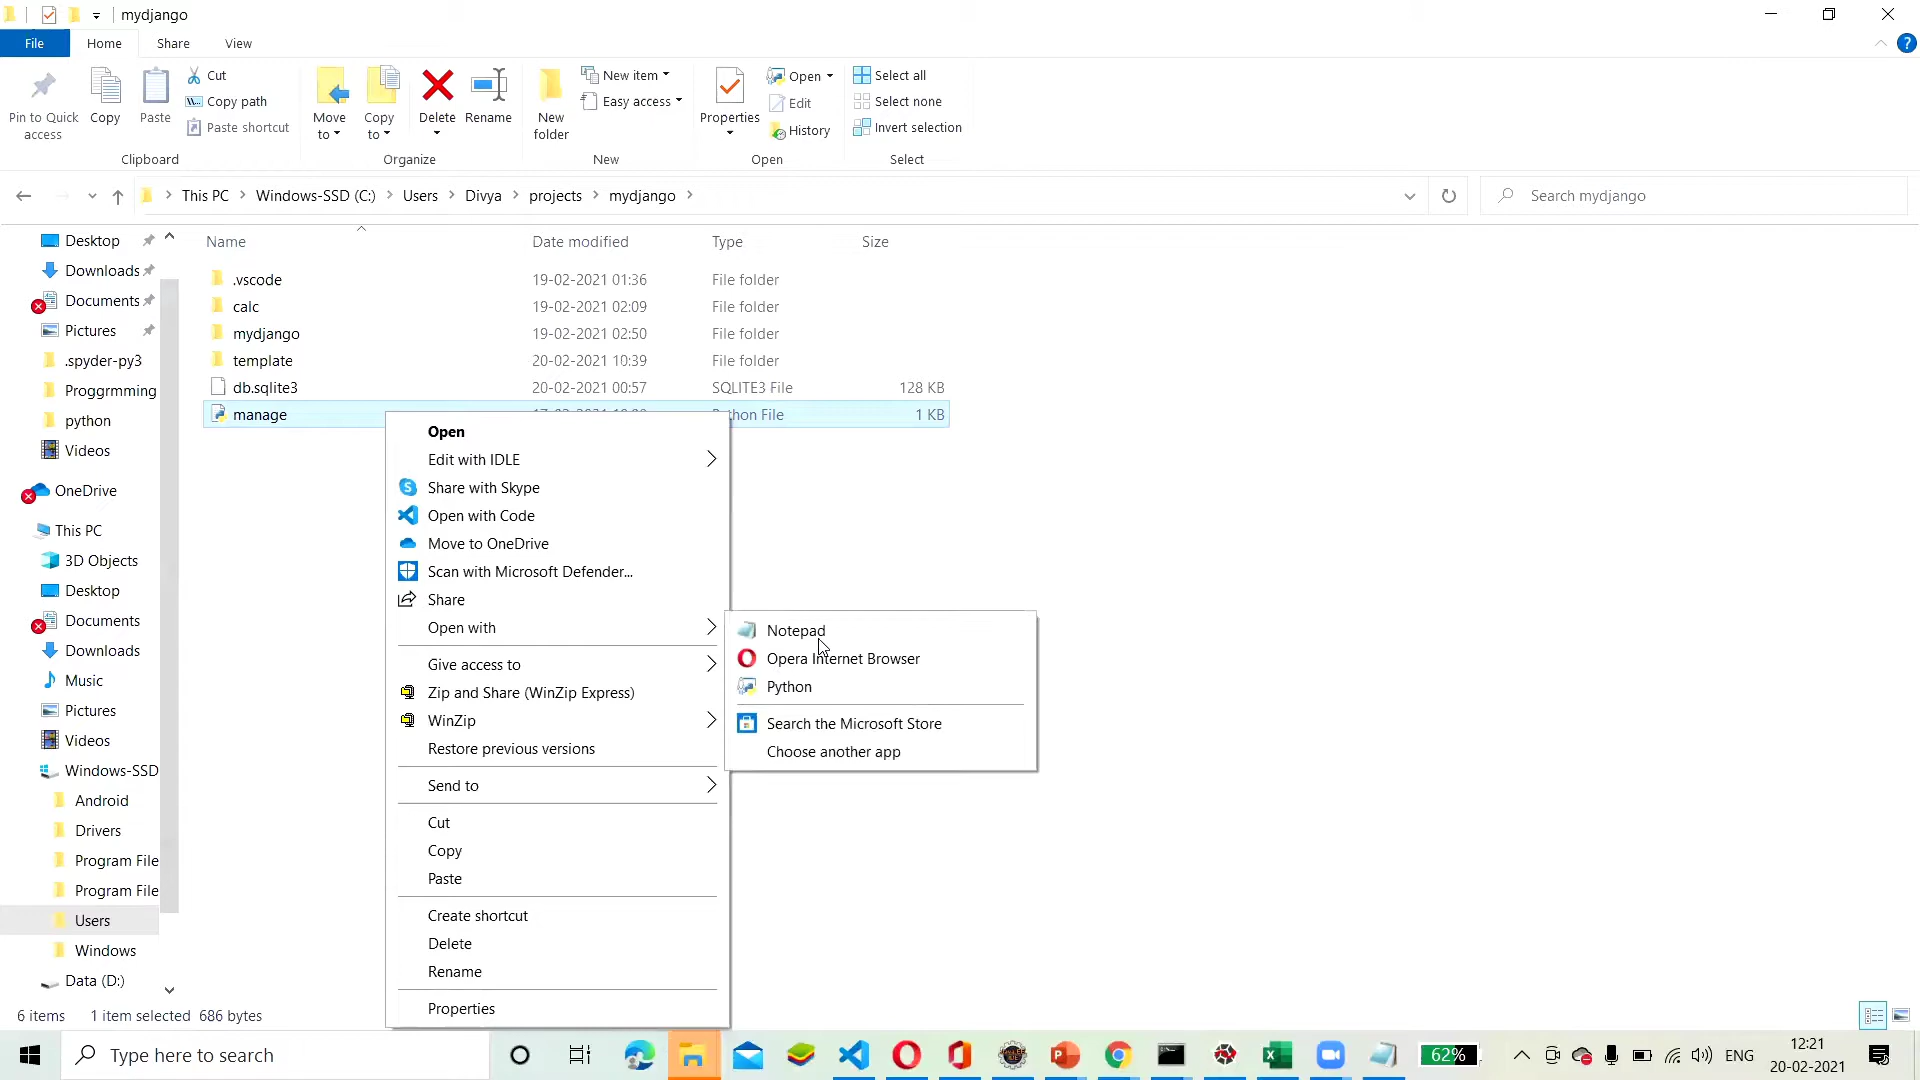 mydjango
File
Home
Share
View
Pin to Quick access
Copy
Paste
Cut
Copy path
Paste shortcut
Clipboard
Move to
Copy to
Delete
Rename
Organize
New folder
New item
Easy access
New
Properties
Open
Edit
History
Open
Select all
Select none
Invert selection
Select
This PC
Windows-SSD (C:)
Users
Divya
projects
mydjango
Search mydjango
Name Date modified Type Size
.vscode 19-02-2021 01:36 File folder
calc 19-02-2021 02:09 File folder
mydjango 19-02-2021 02:50 File folder
template 20-02-2021 10:39 File folder
db.sqlite3 20-02-2021 00:57 SQLITE3 File 128 KB
manage thon File 1 KB
Desktop
Downloads
Documents
Pictures
.spyder-py3
Proggrmming
python
Videos
OneDrive
This PC
3D Objects
Desktop
Documents
Downloads
Music
Pictures
Videos
Windows-SSD
Android
Drivers
Program File
Program File
Users
Windows
Data (D:)
Open
Edit with IDLE
Share with Skype
Open with Code
Move to OneDrive
Scan with Microsoft Defender...
Share
Open with
Give access to
Zip and Share (WinZip Express)
WinZip
Restore previous versions
Send to
Cut
Copy
Paste
Create shortcut
Delete
Rename
Properties
Notepad
Opera Internet Browser
Python
Search the Microsoft Store
Choose another app
6 items 1 item selected 686 bytes
Type here to search
62%
ENG
12:21
20-02-2021